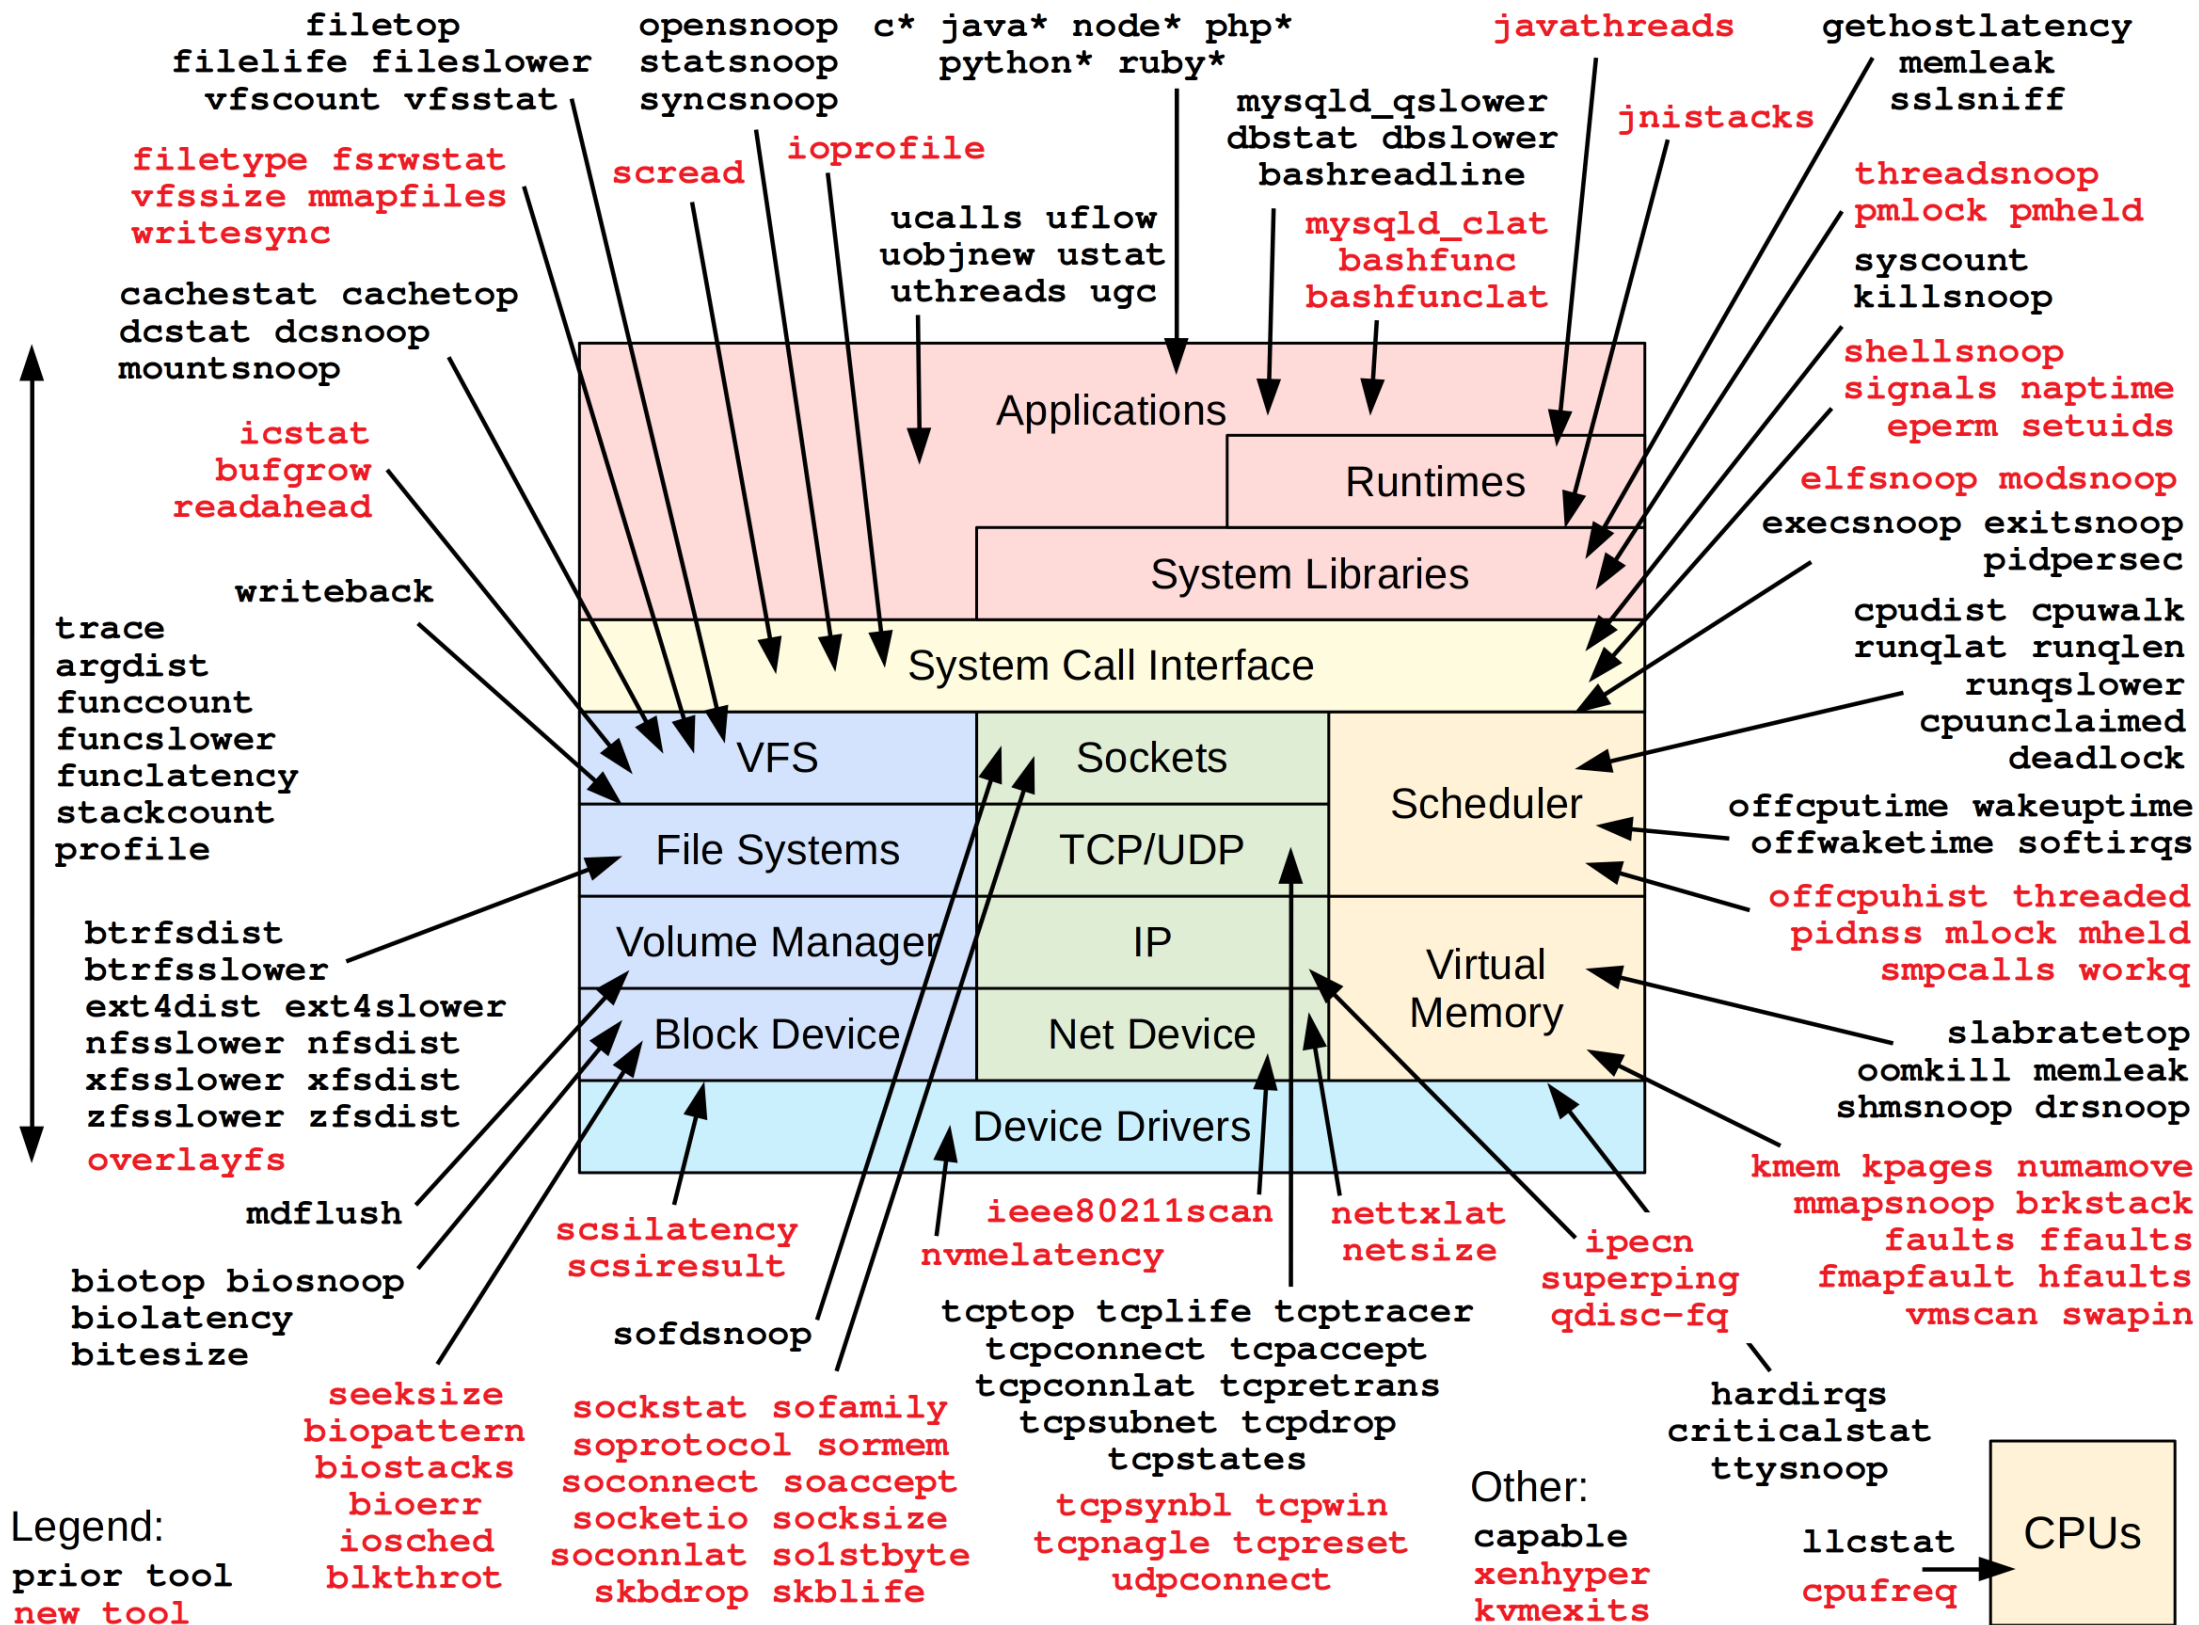 filetop
filelife fileslower
vfscount vfsstat
opensnoop
statsnoop
syncsnoop
c* java* node* php*
python* ruby*
javathreads
gethostlatency
memleak
sslsniff
mysqld_qslower
dbstat dbslower
bashreadline
jnistacks
filetype fsrwstat
vfssize mmapfiles
writesync
scread
ioprofile
threadsnoop
pmlock pmheld
ucalls uflow
uobjnew ustat
uthreads ugc
mysqld_clat
bashfunc
bashfunclat
syscount
killsnoop
cachestat cachetop
dcstat dcsnoop
mountsnoop
shellsnoop
signals naptime
eperm setuids
icstat
bufgrow
readahead
elfsnoop modsnoop
execsnoop exitsnoop
pidpersec
writeback
trace
argdist
funccount
funcslower
funclatency
stackcount
profile
cpudist cpuwalk
runqlat runqlen
runqslower
cpuunclaimed
deadlock
offcputime wakeuptime
offwaketime softirqs
offcpuhist threaded
pidnss mlock mheld
smpcalls workq
Applications
Runtimes
System Libraries
System Call Interface
VFS
Sockets
Scheduler
File Systems
TCP/UDP
Volume Manager
IP
Virtual
Memory
Block Device
Net Device
Device Drivers
btrfsdist
btrfsslower
ext4dist ext4slower
nfsslower nfsdist
xfsslower xfsdist
zfsslower zfsdist
overlayfs
slabratetop
oomkill memleak
shmsnoop drsnoop
kmem kpages numamove
mmapsnoop brkstack
faults ffaults
fmapfault hfaults
vmscan swapin
mdflush
scsilatency
scsiresult
ieee80211scan
nvmelatency
nettxlat
netsize
ipecn
superping
qdisc-fq
biotop biosnoop
biolatency
bitesize
sofdsnoop
tcptop tcplife tcptracer
tcpconnect tcpaccept
tcpconnlat tcpretrans
tcpsubnet tcpdrop
tcpstates
seeksize
biopattern
biostacks
bioerr
iosched
blkthrot
sockstat sofamily
soprotocol sormem
soconnect soaccept
socketio socksize
soconnlat so1stbyte
skbdrop skblife
tcpsynbl tcpwin
tcpnagle tcpreset
udpconnect
hardirqs
criticalstat
ttysnoop
Other:
capable
xenhyper
kvmexits
llcstat
cpufreq
CPUs
Legend:
prior tool
new tool